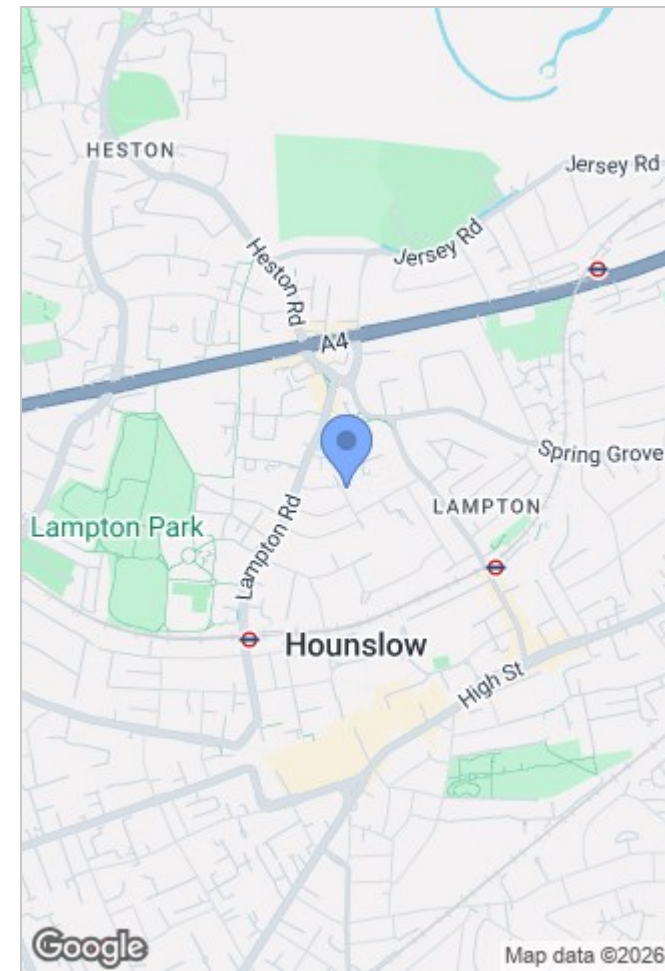 HESTON
Jersey Rd
Jersey Rd
Heston Rd
A4
Spring Grove
LAMPTON
Lampton Park
Lampton Rd
Hounslow
High St
Google
Map data ©2026